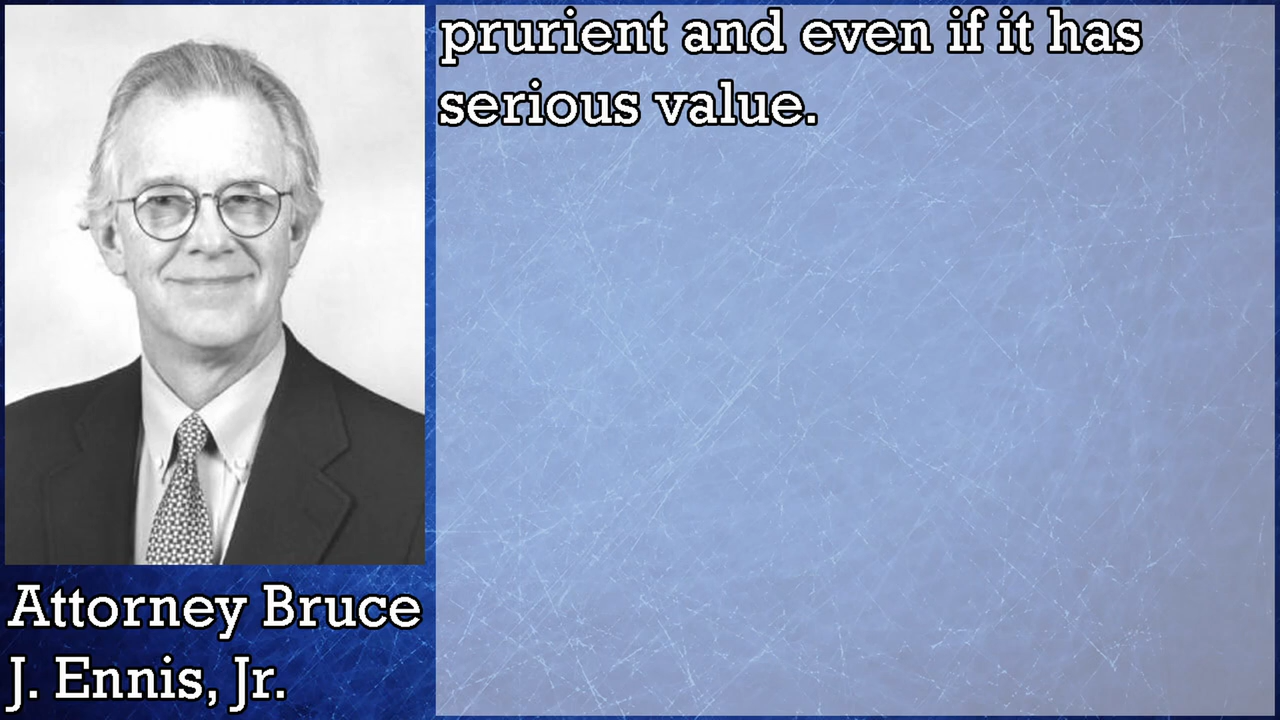 prurient and even if it has
serious value.
Attorney Bruce
J. Ennis, Jr.